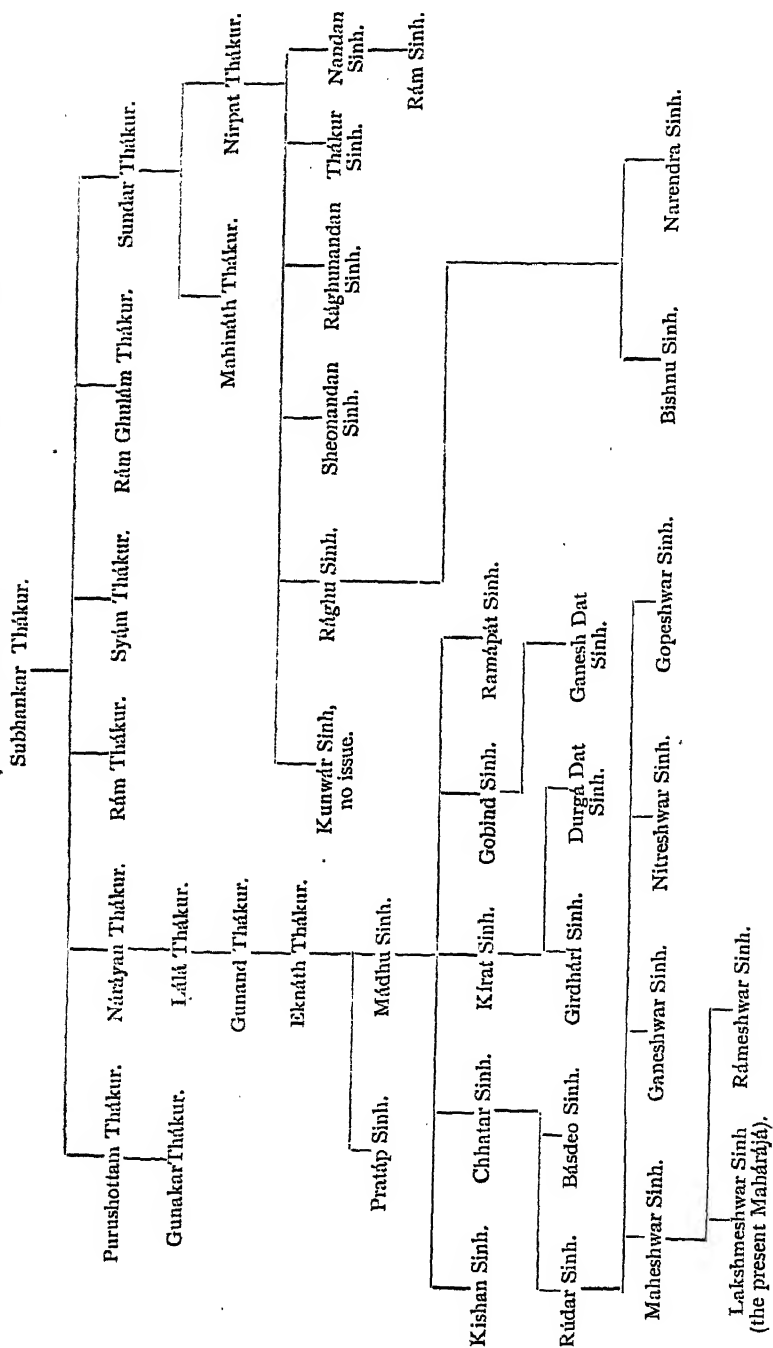 Subhankar Thákur.
Purushottam Thákur.
Náráyan Thákur.
Rám Thákur.
Syám Thákur.
Rám Ghulám Thákur.
Sundar Thákur.
Gunakar Thákur.
Lálá Thákur.
Mahináth Thákur.
Nirpat Thákur.
Gunand Thákur.
Eknáth Thákur.
Kunwár Sinh,
no issue.
Rághu Sinh.
Sheonandan
Sinh.
Rághunandan
Sinh.
Thákur
Sinh.
Nandan
Sinh.
Rám Sinh.
Pratáp Sinh.
Mádhu Sinh.
Kishan Sinh.
Chhatar Sinh.
Kírat Sinh.
Gobind Sinh.
Ramápát Sinh.
Rúdar Sinh.
Básdeo Sinh.
Girdhárí Sinh.
Durgá Dat
Sinh.
Ganesh Dat
Sinh.
Maheshwar Sinh.
Ganeshwar Sinh.
Nitreshwar Sinh.
Gopeshwar Sinh.
Bishnu Sinh.
Narendra Sinh.
Lakshmeshwar Sinh
(the present Mahárájá).
Rámeshwar Sinh.